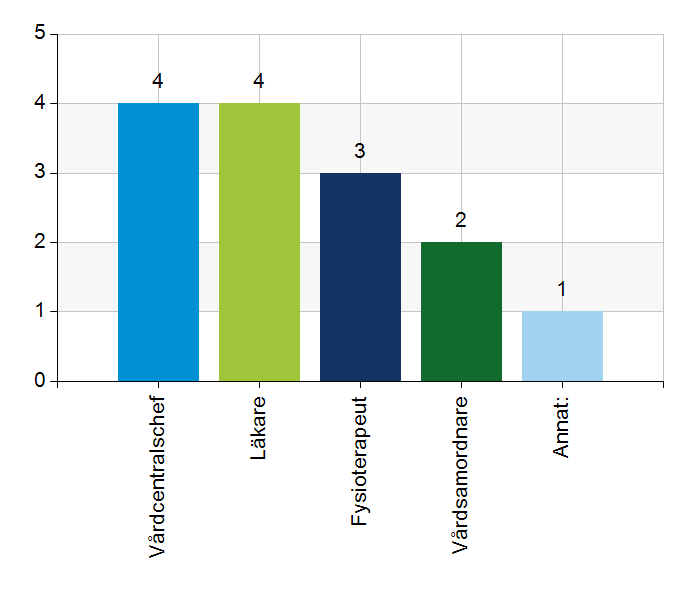 5
4
3
2
1
0
4
4
3
2
1
Vårdcentralschef
Läkare
Fysioterapeut
Vårdsamordnare
Annat: